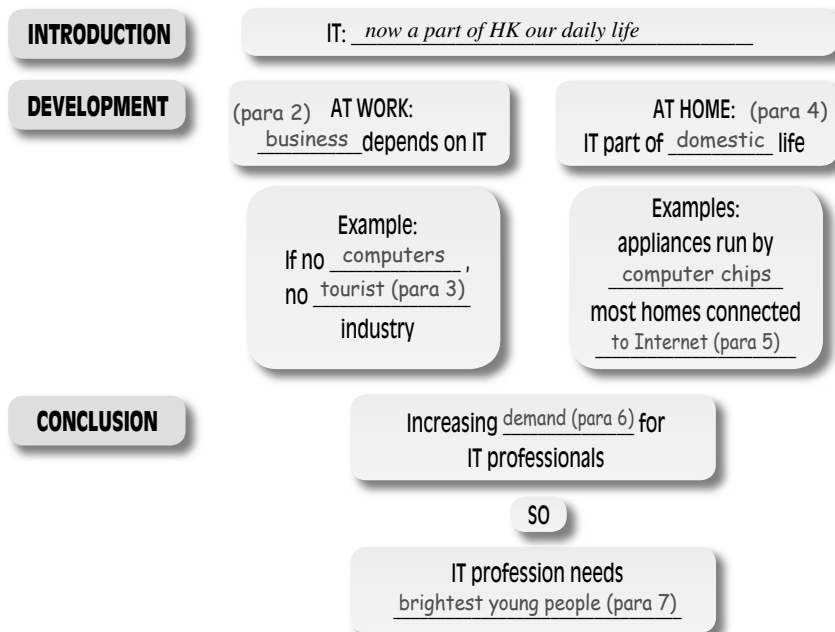 INTRODUCTION
IT: now a part of HK our daily life
DEVELOPMENT
(para 2) AT WORK:
business depends on IT
AT HOME: (para 4)
IT part of domestic life
Example:
If no computers ,
no tourist (para 3)
industry
Examples:
appliances run by
computer chips
most homes connected
to Internet (para 5)
CONCLUSION
Increasing demand (para 6) for
IT professionals
SO
IT profession needs
brightest young people (para 7)